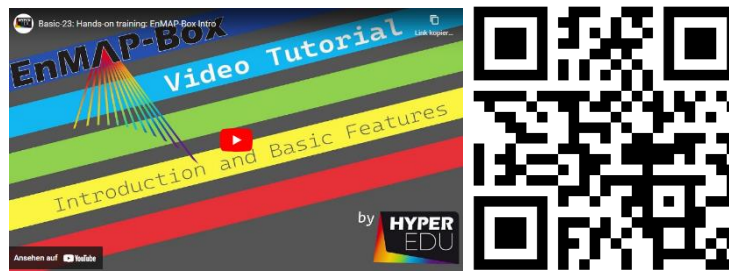 Basic-23: Hands-on training: EnMAP-Box Intro
Link kopier...
EnMAP-Box
Video Tutorial
Introduction and Basic Features
by HYPER
EDU
Ansehen auf YouTube